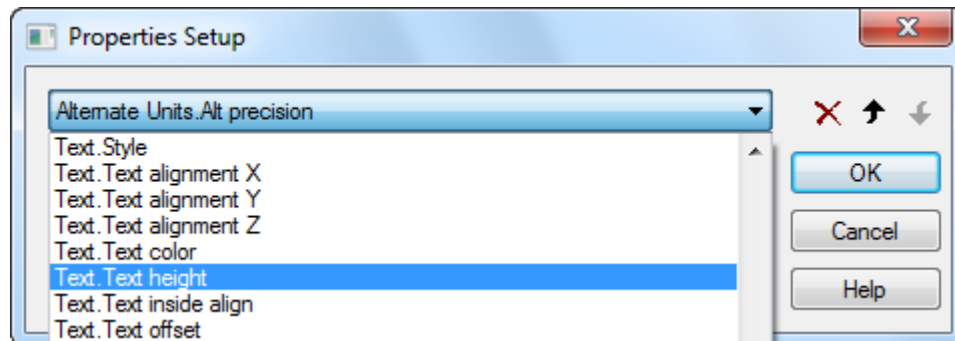 Properties Setup
Alternate Units.Alt precision
Text.Style
Text.Text alignment X
Text.Text alignment Y
Text.Text alignment Z
Text.Text color
Text.Text height
Text.Text inside align
Text.Text offset
OK
Cancel
Help